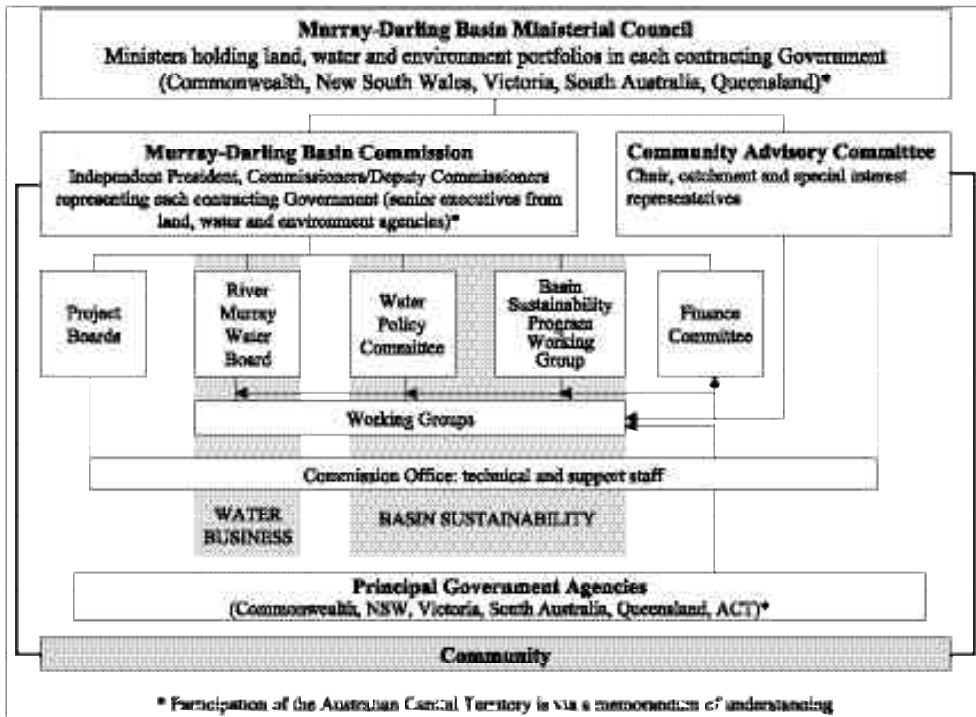 Murray-Darling Basin Ministerial Council
Ministers holding land, water and environment portfolios in each contracting Government
(Commonwealth, New South Wales, Victoria, South Australia, Queensland)*
Murray-Darling Basin Commission
Independent President, Commissioners/Deputy Commissioners
representing each contracting Government (senior executives from
land, water and environment agencies)*
Community Advisory Committee
Chair, catchment and special interest
representatives
Project
Boards
River
Murray
Water
Board
Water
Policy
Committee
Basin
Sustainability
Program
Working
Group
Finance
Committee
Working Groups
Commission Office: technical and support staff
WATER
BUSINESS
BASIN SUSTAINABILITY
Principal Government Agencies
(Commonwealth, NSW, Victoria, South Australia, Queensland, ACT)*
Community
* Participation of the Australian Capital Territory is via a memorandum of understanding